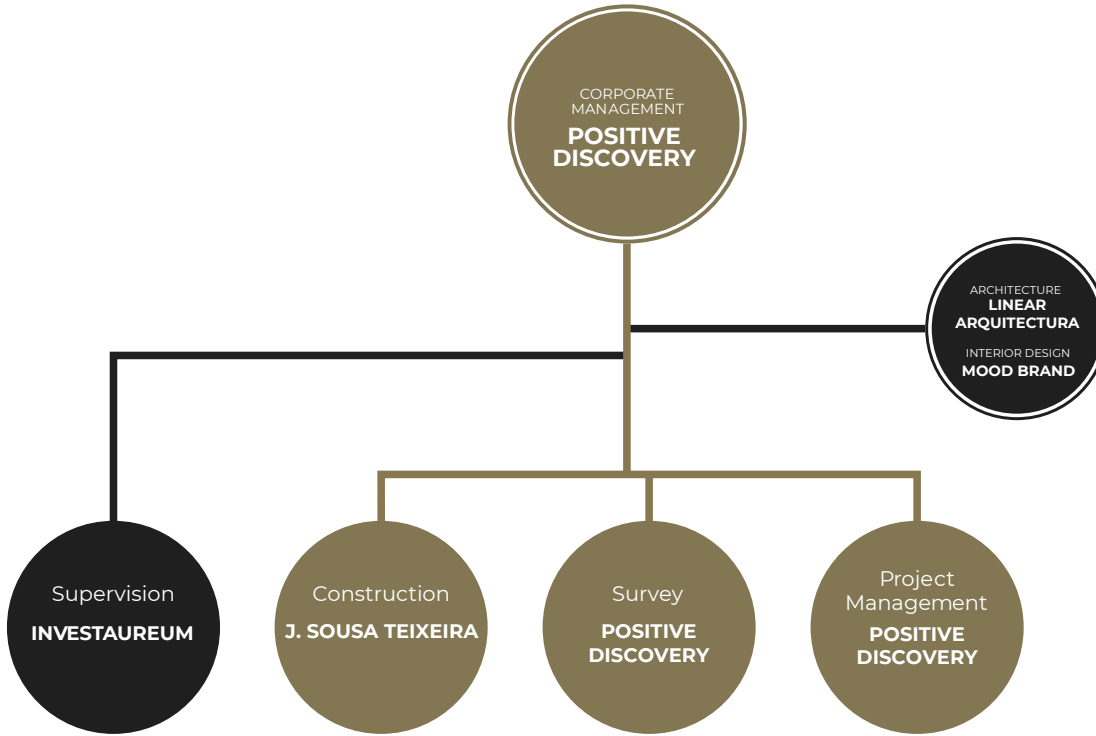 CORPORATE
MANAGEMENT
POSITIVE
DISCOVERY
ARCHITECTURE
LINEAR
ARQUITECTURA
INTERIOR DESIGN
MOOD BRAND
Supervision
INVESTAUREUM
Construction
J. SOUSA TEIXEIRA
Survey
POSITIVE
DISCOVERY
Project
Management
POSITIVE
DISCOVERY